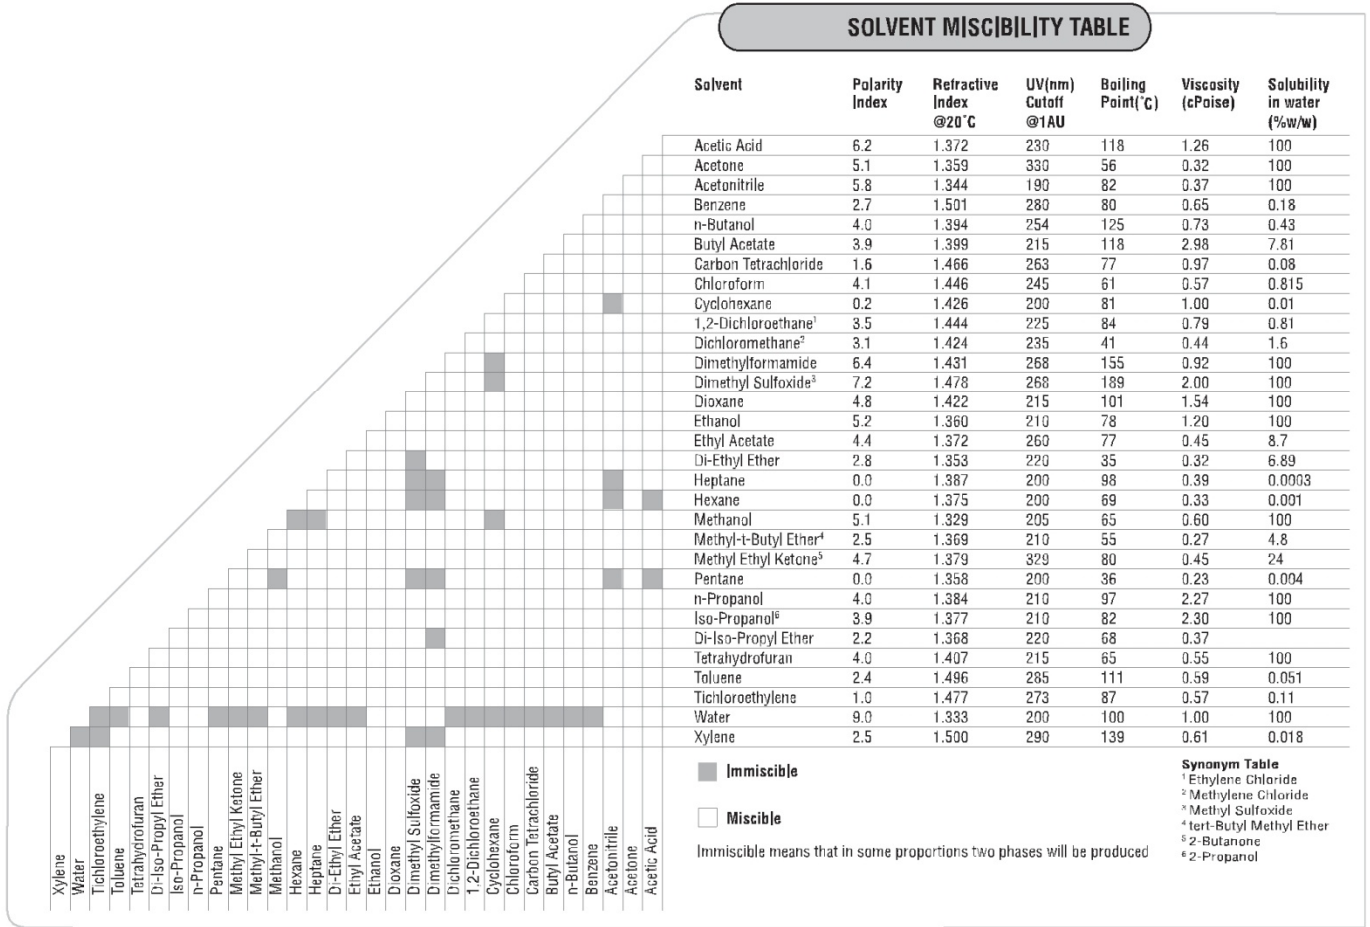 SOLVENT MISCIBILITY TABLE
Solvent Polarity Index Refractive Index @20°C UV(nm) Cutoff @1AU Boiling Point(°C) Viscosity (cPoise) Solubility in water (%w/w)
Acetic Acid 6.2 1.372 230 118 1.26 100
Acetone 5.1 1.359 330 56 0.32 100
Acetonitrile 5.8 1.344 190 82 0.37 100
Benzene 2.7 1.501 280 80 0.65 0.18
n-Butanol 4.0 1.394 254 125 0.73 0.43
Butyl Acetate 3.9 1.399 215 118 2.98 7.81
Carbon Tetrachloride 1.6 1.466 263 77 0.97 0.08
Chloroform 4.1 1.446 245 61 0.57 0.815
Cyclohexane 0.2 1.426 200 81 1.00 0.01
1,2-Dichloroethane¹ 3.5 1.444 225 84 0.79 0.81
Dichloromethane² 3.1 1.424 235 41 0.44 1.6
Dimethylformamide 6.4 1.431 268 155 0.92 100
Dimethyl Sulfoxide³ 7.2 1.478 268 189 2.00 100
Dioxane 4.8 1.422 215 101 1.54 100
Ethanol 5.2 1.360 210 78 1.20 100
Ethyl Acetate 4.4 1.372 260 77 0.45 8.7
Di-Ethyl Ether 2.8 1.353 220 35 0.32 6.89
Heptane 0.0 1.387 200 98 0.39 0.0003
Hexane 0.0 1.375 200 69 0.33 0.001
Methanol 5.1 1.329 205 65 0.60 100
Methyl-t-Butyl Ether⁴ 2.5 1.369 210 55 0.27 4.8
Methyl Ethyl Ketone⁵ 4.7 1.379 329 80 0.45 24
Pentane 0.0 1.358 200 36 0.23 0.004
n-Propanol 4.0 1.384 210 97 2.27 100
Iso-Propanol⁶ 3.9 1.377 210 82 2.30 100
Di-Iso-Propyl Ether 2.2 1.368 220 68 0.37
Tetrahydrofuran 4.0 1.407 215 65 0.55 100
Toluene 2.4 1.496 285 111 0.59 0.051
Tichloroethylene 1.0 1.477 273 87 0.57 0.11
Water 9.0 1.333 200 100 1.00 100
Xylene 2.5 1.500 290 139 0.61 0.018
Xylene
Water
Tichloroethylene
Toluene
Tetrahydrofuran
Di-Iso-Propyl Ether
Iso-Propanol
n-Propanol
Pentane
Methyl Ethyl Ketone
Methyl-t-Butyl Ether
Methanol
Hexane
Heptane
Di-Ethyl Ether
Ethyl Acetate
Ethanol
Dioxane
Dimethyl Sulfoxide
Dimethylformamide
Dichloromethane
1,2-Dichloroethane
Cyclohexane
Chloroform
Carbon Tetrachloride
Butyl Acetate
n-Butanol
Benzene
Acetonitrile
Acetone
Acetic Acid
Immiscible
Miscible
Immiscible means that in some proportions two phases will be produced
Synonym Table
¹ Ethylene Chloride
² Methylene Chloride
³ Methyl Sulfoxide
⁴ tert-Butyl Methyl Ether
⁵ 2-Butanone
⁶ 2-Propanol